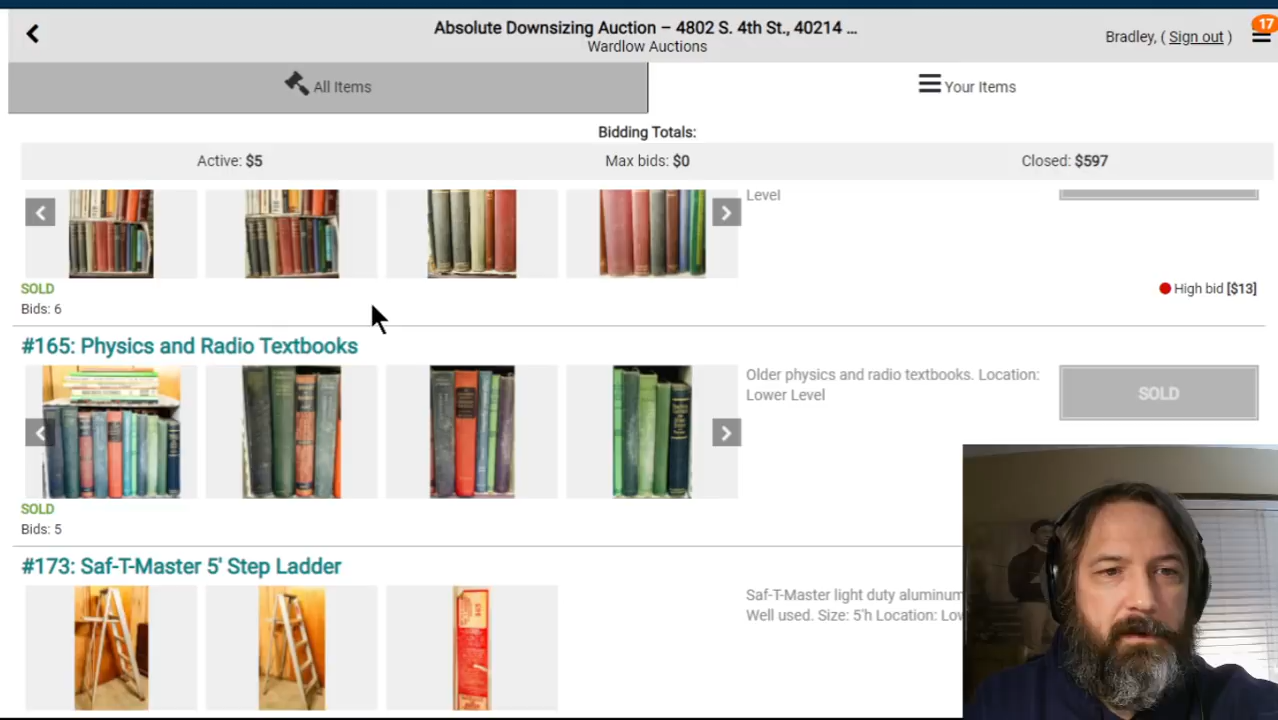 Absolute Downsizing Auction – 4802 S. 4th St., 40214 ...
Wardlow Auctions
Bradley, ( Sign out )
17
All Items
Your Items
Bidding Totals:
Active: $5
Max bids: $0
Closed: $597
Level
SOLD
Bids: 6
High bid [$13]
#165: Physics and Radio Textbooks
Older physics and radio textbooks. Location:
Lower Level
SOLD
SOLD
Bids: 5
#173: Saf-T-Master 5' Step Ladder
Saf-T-Master light duty aluminum
Well used. Size: 5'h Location: Low